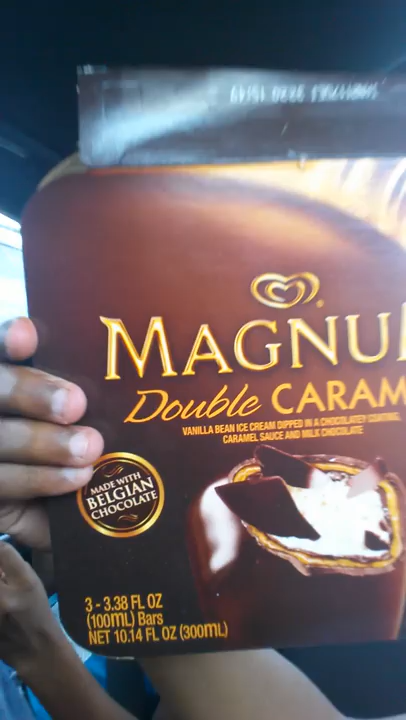 MAGNU
Double CARAM
VANILLA BEAN ICE CREAM DIPPED IN A CHOCOLATEY COATING,
CARAMEL SAUCE AND MILK CHOCOLATE
MADE WITH
BELGIAN
CHOCOLATE
3 - 3.38 FL OZ
(100mL) Bars
NET 10.14 FL OZ (300mL)